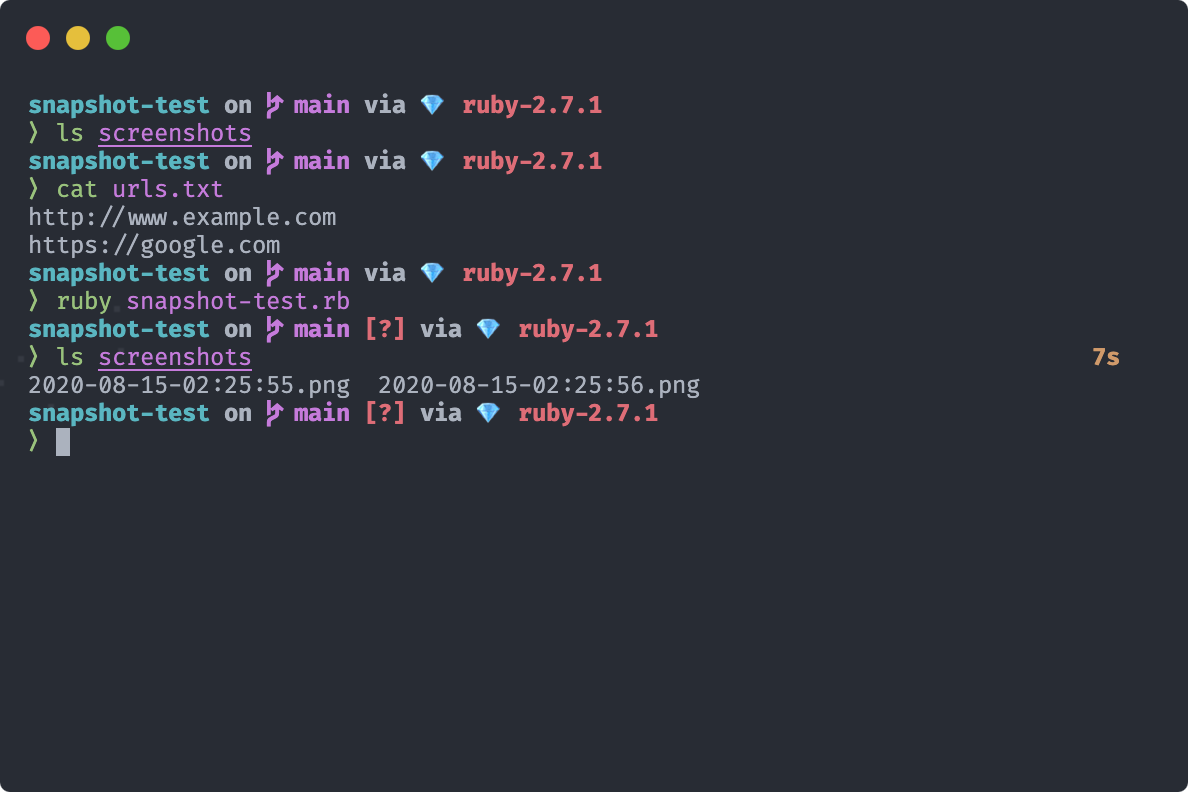 snapshot-test on main via 💎 ruby-2.7.1
❯ ls screenshots
snapshot-test on main via 💎 ruby-2.7.1
❯ cat urls.txt
http://www.example.com
https://google.com
snapshot-test on main via 💎 ruby-2.7.1
❯ ruby snapshot-test.rb
snapshot-test on main [?] via 💎 ruby-2.7.1
❯ ls screenshots 7s
2020-08-15-02:25:55.png 2020-08-15-02:25:56.png
snapshot-test on main [?] via 💎 ruby-2.7.1
❯